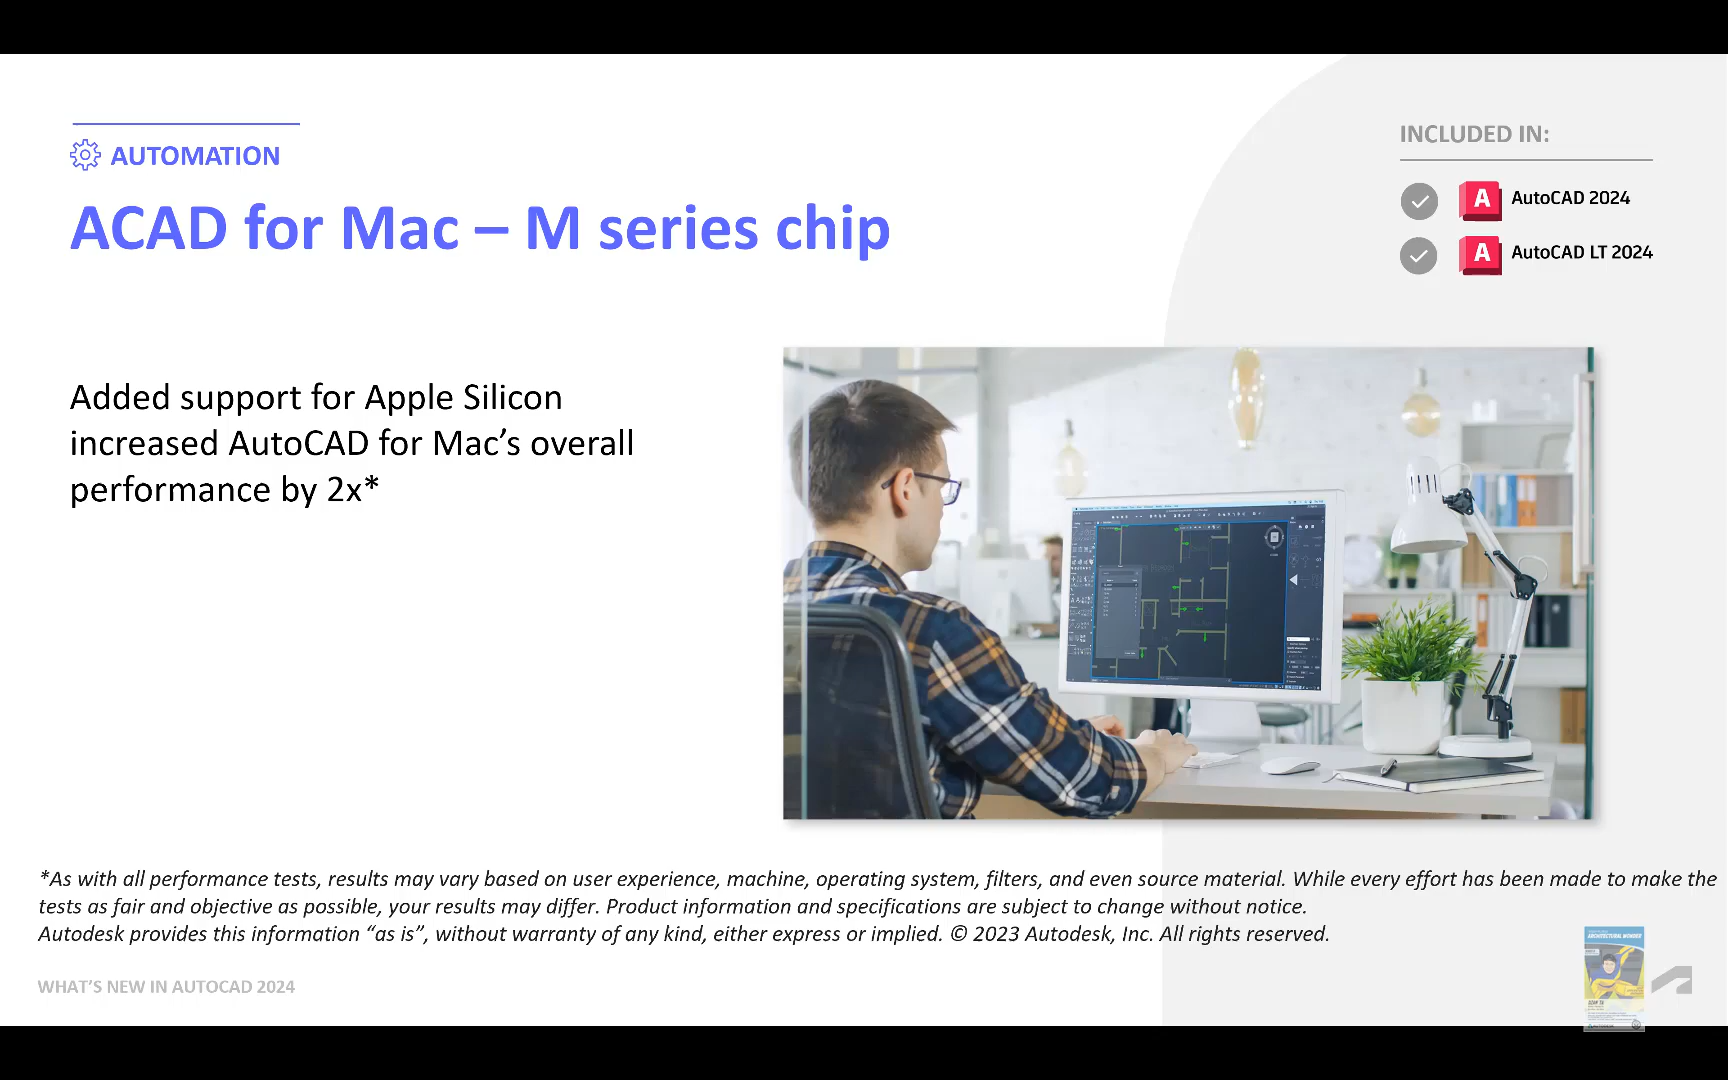 AUTOMATION
ACAD for Mac – M series chip
INCLUDED IN:
A AutoCAD 2024
A AutoCAD LT 2024
Added support for Apple Silicon
increased AutoCAD for Mac’s overall
performance by 2x*
*As with all performance tests, results may vary based on user experience, machine, operating system, filters, and even source material. While every effort has been made to make the
tests as fair and objective as possible, your results may differ. Product information and specifications are subject to change without notice.
Autodesk provides this information “as is”, without warranty of any kind, either express or implied. © 2023 Autodesk, Inc. All rights reserved.
ARCHITECTURAL WONDER
WHAT’S NEW IN AUTOCAD 2024